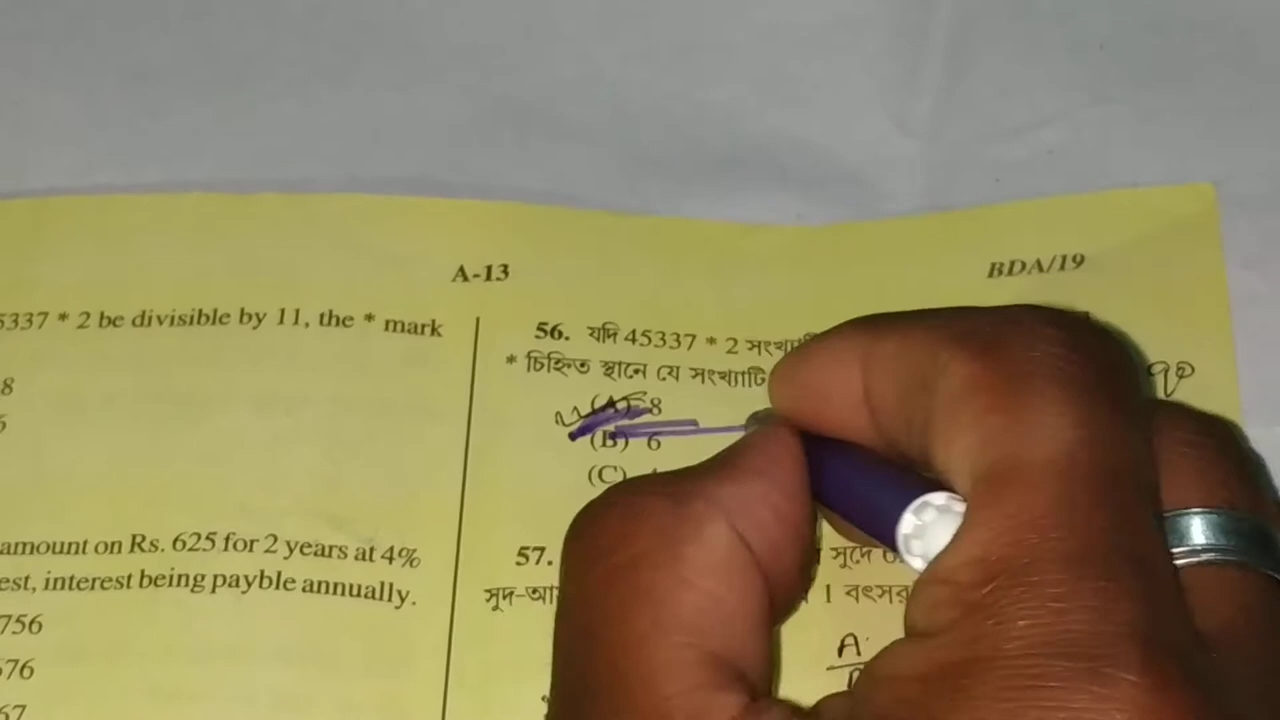 A-13
BDA/19
5337 * 2 be divisible by 11, the * mark
8
amount on Rs. 625 for 2 years at 4%
est, interest being payble annually.
756
67
56. যদি 45337 * 2
* চিহ্নিত স্থানে যে সংখ্যাটি
(A) 8
(B) 6
(C)
57.
সুদে
1 বৎসর
A